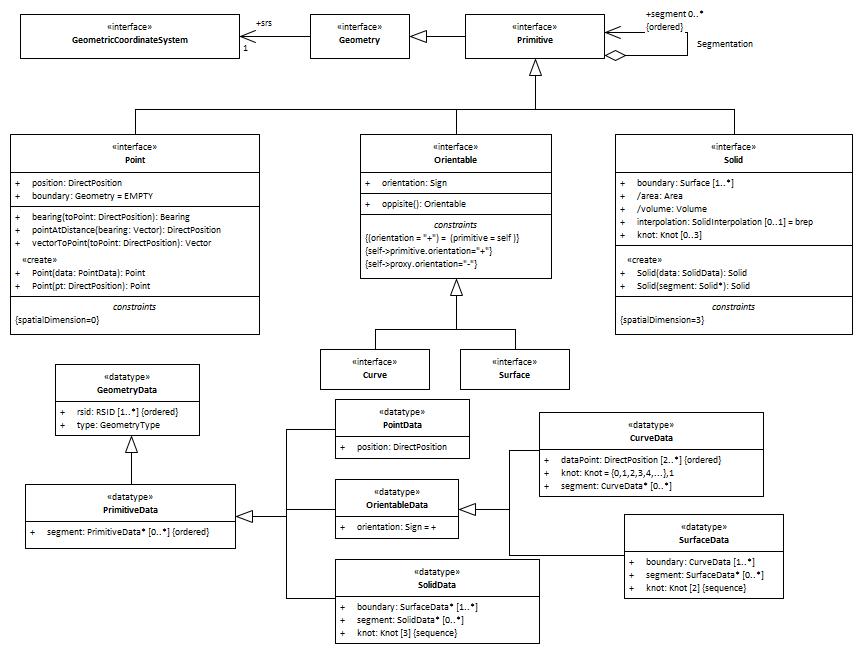 «interface»
GeometricCoordinateSystem
+srs
1
«interface»
Geometry
«interface»
Primitive
+segment 0..*
{ordered}
Segmentation
«interface»
Point
+ position: DirectPosition
+ boundary: Geometry = EMPTY
+ bearing(toPoint: DirectPosition): Bearing
+ pointAtDistance(bearing: Vector): DirectPosition
+ vectorToPoint(toPoint: DirectPosition): Vector
«create»
+ Point(data: PointData): Point
+ Point(pt: DirectPosition): Point
constraints
{spatialDimension=0}
«interface»
Orientable
+ orientation: Sign
+ oppisite(): Orientable
constraints
{(orientation = "+") = (primitive = self )}
{self->primitive.orientation="+"}
{self->proxy.orientation="-"}
«interface»
Solid
+ boundary: Surface [1..*]
+ /area: Area
+ /volume: Volume
+ interpolation: SolidInterpolation [0..1] = brep
+ knot: Knot [0..3]
«create»
+ Solid(data: SolidData): Solid
+ Solid(segment: Solid*): Solid
constraints
{spatialDimension=3}
«interface»
Curve
«interface»
Surface
«datatype»
GeometryData
+ rsid: RSID [1..*] {ordered}
+ type: GeometryType
«datatype»
PrimitiveData
+ segment: PrimitiveData* [0..*] {ordered}
«datatype»
PointData
+ position: DirectPosition
«datatype»
OrientableData
+ orientation: Sign = +
«datatype»
SolidData
+ boundary: SurfaceData* [1..*]
+ segment: SolidData* [0..*]
+ knot: Knot [3] {sequence}
«datatype»
CurveData
+ dataPoint: DirectPosition [2..*] {ordered}
+ knot: Knot = {0,1,2,3,4,...},1
+ segment: CurveData* [0..*]
«datatype»
SurfaceData
+ boundary: CurveData [1..*]
+ segment: SurfaceData* [0..*]
+ knot: Knot [2] {sequence}